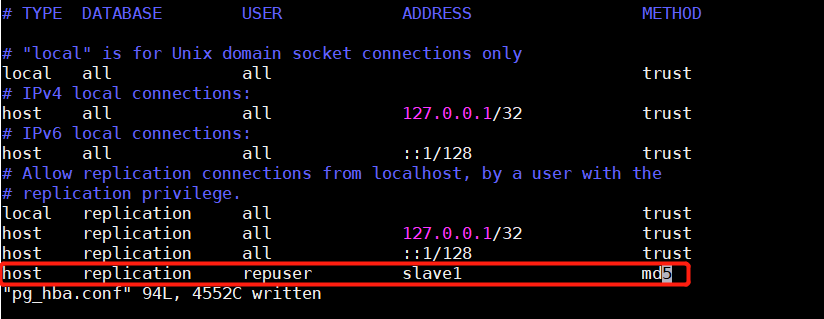 # TYPE  DATABASE        USER            ADDRESS                 METHOD
# "local" is for Unix domain socket connections only
local   all             all                                     trust
# IPv4 local connections:
host    all             all             127.0.0.1/32            trust
# IPv6 local connections:
host    all             all             ::1/128                 trust
# Allow replication connections from localhost, by a user with the
# replication privilege.
local   replication     all                                     trust
host    replication     all             127.0.0.1/32            trust
host    replication     all             ::1/128                 trust
host    replication     repuser         slave1                  md5
"pg_hba.conf" 94L, 4552C written